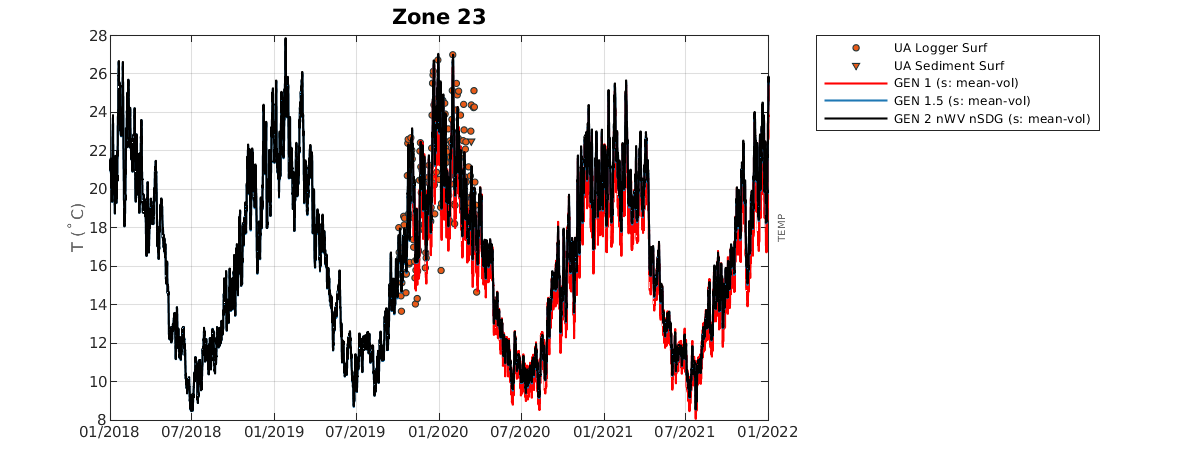 Zone 23
28
26
24
22
20
18
16
14
12
10
8
T (°C)
01/2018 07/2018 01/2019 07/2019 01/2020 07/2020 01/2021 07/2021 01/2022
TEMP
UA Logger Surf
UA Sediment Surf
GEN 1 (s: mean-vol)
GEN 1.5 (s: mean-vol)
GEN 2 nWV nSDG (s: mean-vol)